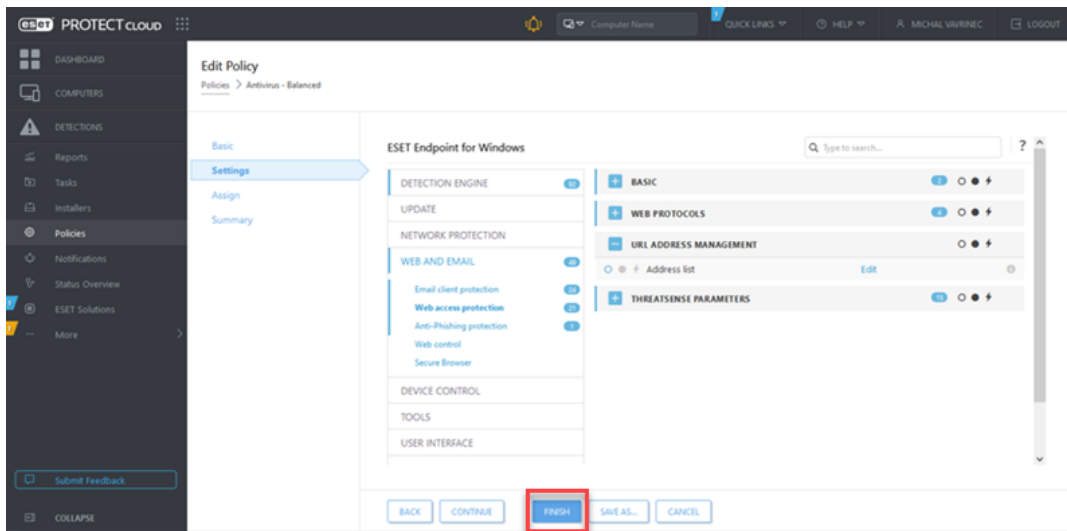 eset PROTECT CLOUD
Computer Name
QUICK LINKS
HELP
MICHAL VAVRINEC
LOGOUT
DASHBOARD
COMPUTERS
DETECTIONS
Reports
Tasks
Installers
Policies
Notifications
Status Overview
ESET Solutions
More
Submit Feedback
COLLAPSE
Edit Policy
Policies > Antivirus - Balanced
Basic
Settings
Assign
Summary
ESET Endpoint for Windows
Type to search...
?
DETECTION ENGINE
UPDATE
NETWORK PROTECTION
WEB AND EMAIL
Email client protection
Web access protection
Anti-Phishing protection
Web control
Secure Browser
DEVICE CONTROL
TOOLS
USER INTERFACE
BASIC
WEB PROTOCOLS
URL ADDRESS MANAGEMENT
Address list Edit
THREATSENSE PARAMETERS
BACK CONTINUE FINISH SAVE AS... CANCEL